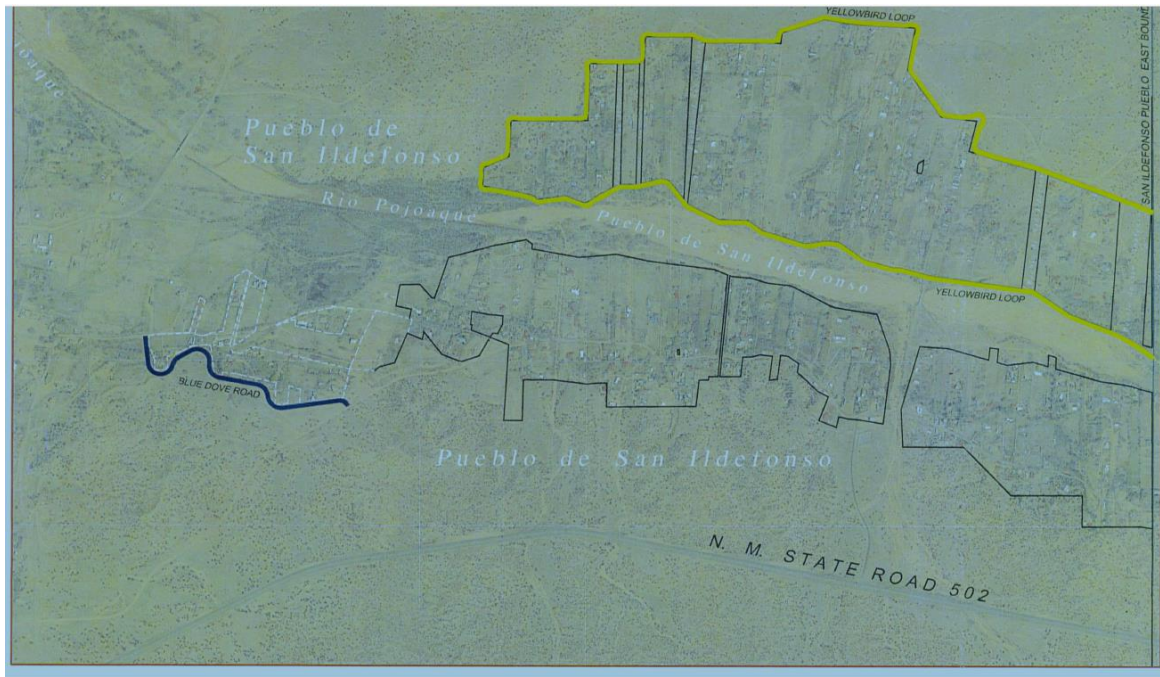 YELLOWBIRD LOOP
SAN ILDEFONSO PUEBLO EAST BOUND
Pueblo de
San Ildefonso
Rio Pojoaque
Pueblo de San Ildefonso
YELLOWBIRD LOOP
BLUE DOVE ROAD
Pueblo de San Ildefonso
N. M. STATE ROAD 502